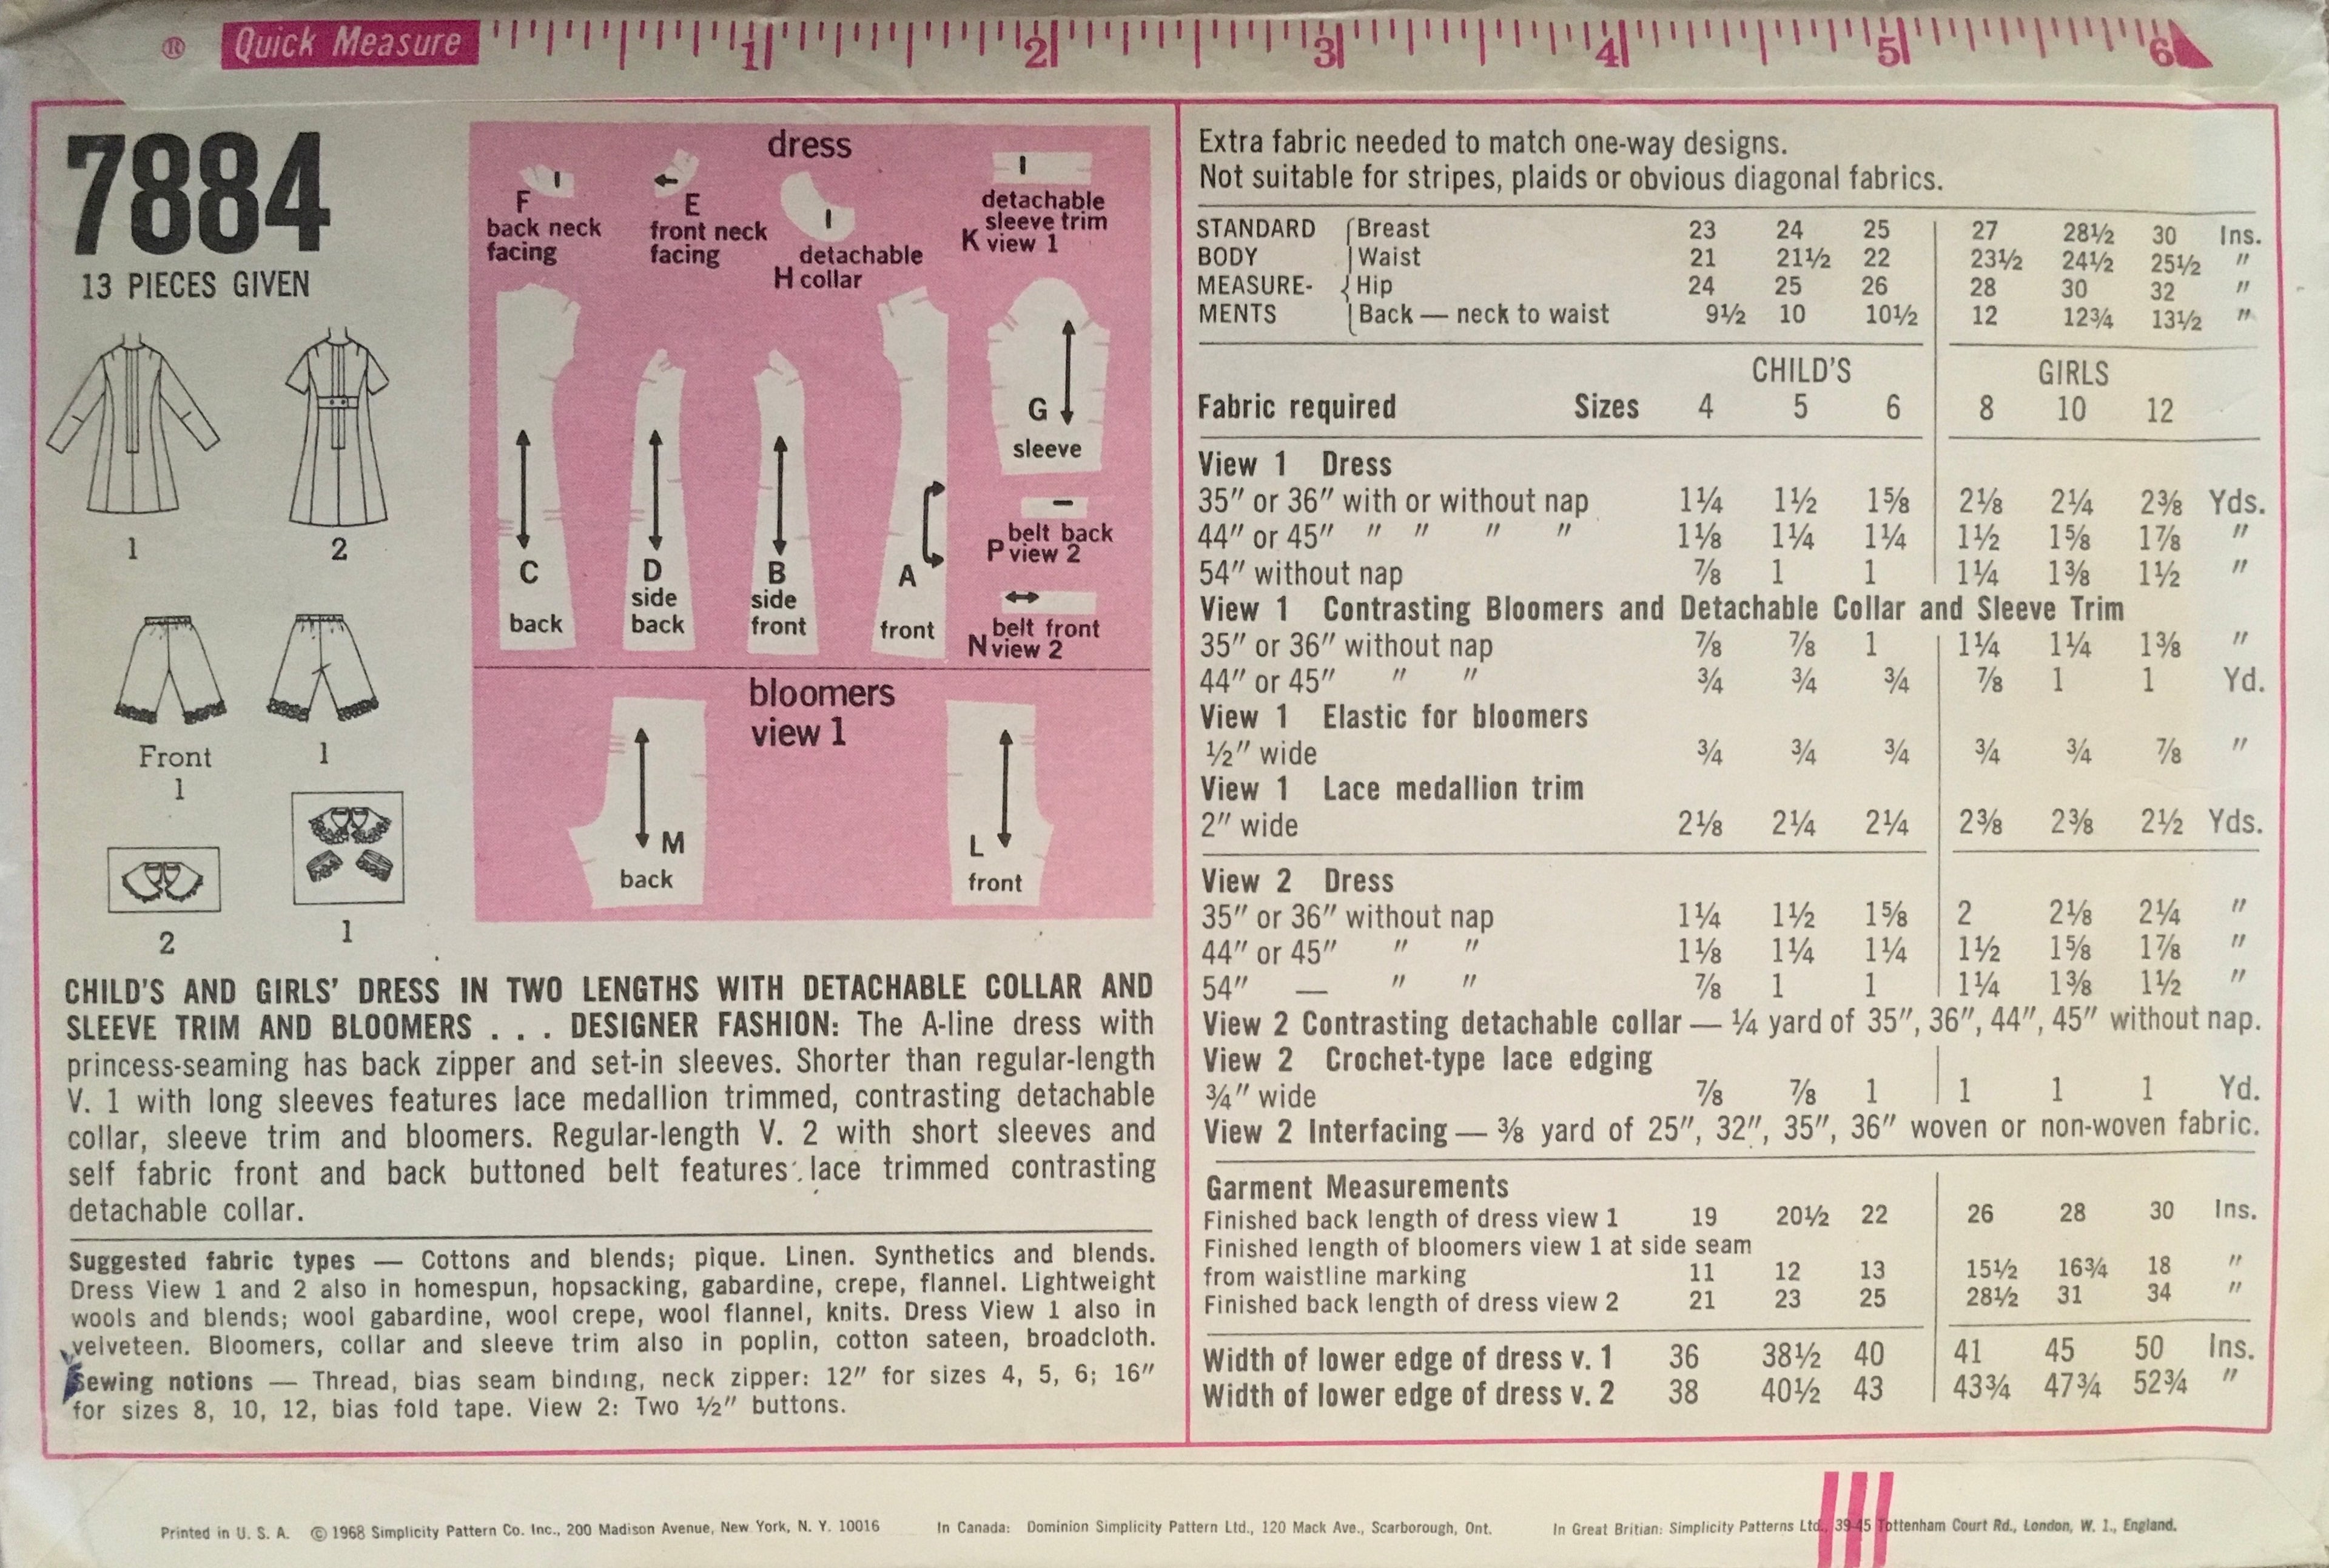 ® Quick Measure 1 2 3 4 5 6
7884
13 PIECES GIVEN
1
2
Front
1
1
2
1
dress
F
back neck
facing
E
front neck
facing
detachable
H collar
detachable
sleeve trim
K view 1
C
back
D
side
back
B
side
front
A
front
G
sleeve
belt back
P view 2
belt front
N view 2
bloomers
view 1
M
back
L
front
CHILD'S AND GIRLS' DRESS IN TWO LENGTHS WITH DETACHABLE COLLAR AND
SLEEVE TRIM AND BLOOMERS . . . DESIGNER FASHION: The A-line dress with
princess-seaming has back zipper and set-in sleeves. Shorter than regular-length
V. 1 with long sleeves features lace medallion trimmed, contrasting detachable
collar, sleeve trim and bloomers. Regular-length V. 2 with short sleeves and
self fabric front and back buttoned belt features lace trimmed contrasting
detachable collar.
Suggested fabric types — Cottons and blends; pique. Linen. Synthetics and blends.
Dress View 1 and 2 also in homespun, hopsacking, gabardine, crepe, flannel. Lightweight
wools and blends; wool gabardine, wool crepe, wool flannel, knits. Dress View 1 also in
velveteen. Bloomers, collar and sleeve trim also in poplin, cotton sateen, broadcloth.
Sewing notions — Thread, bias seam binding, neck zipper: 12″ for sizes 4, 5, 6; 16″
for sizes 8, 10, 12, bias fold tape. View 2: Two ½″ buttons.
Extra fabric needed to match one-way designs.
Not suitable for stripes, plaids or obvious diagonal fabrics.
STANDARD Breast 23 24 25 27 28½ 30 Ins.
BODY Waist 21 21½ 22 23½ 24½ 25½ ″
MEASURE- Hip 24 25 26 28 30 32 ″
MENTS Back — neck to waist 9½ 10 10½ 12 12¾ 13½ ″
CHILD'S GIRLS
Fabric required Sizes 4 5 6 8 10 12
View 1 Dress
35″ or 36″ with or without nap 1¼ 1½ 1⅝ 2⅛ 2¼ 2⅜ Yds.
44″ or 45″ ″ ″ ″ ″ 1⅛ 1¼ 1¼ 1½ 1⅝ 1⅞ ″
54″ without nap ⅞ 1 1 1¼ 1⅜ 1½ ″
View 1 Contrasting Bloomers and Detachable Collar and Sleeve Trim
35″ or 36″ without nap ⅞ ⅞ 1 1¼ 1¼ 1⅜ ″
44″ or 45″ ″ ″ ¾ ¾ ¾ ⅞ 1 1 Yd.
View 1 Elastic for bloomers
½″ wide ¾ ¾ ¾ ¾ ¾ ⅞ ″
View 1 Lace medallion trim
2″ wide 2⅛ 2¼ 2¼ 2⅜ 2⅜ 2½ Yds.
View 2 Dress
35″ or 36″ without nap 1¼ 1½ 1⅝ 2 2⅛ 2¼ ″
44″ or 45″ ″ ″ 1⅛ 1¼ 1¼ 1½ 1⅝ 1⅞ ″
54″ — ″ ″ ⅞ 1 1 1¼ 1⅜ 1½ ″
View 2 Contrasting detachable collar — ¼ yard of 35″, 36″, 44″, 45″ without nap.
View 2 Crochet-type lace edging
¾″ wide ⅞ ⅞ 1 1 1 1 Yd.
View 2 Interfacing — ⅜ yard of 25″, 32″, 35″, 36″ woven or non-woven fabric.
Garment Measurements
Finished back length of dress view 1 19 20½ 22 26 28 30 Ins.
Finished length of bloomers view 1 at side seam
from waistline marking 11 12 13 15½ 16¾ 18 ″
Finished back length of dress view 2 21 23 25 28½ 31 34 ″
Width of lower edge of dress v. 1 36 38½ 40 41 45 50 Ins.
Width of lower edge of dress v. 2 38 40½ 43 43¾ 47¾ 52¾ ″
Printed in U. S. A. © 1968 Simplicity Pattern Co. Inc., 200 Madison Avenue, New York, N. Y. 10016 In Canada: Dominion Simplicity Pattern Ltd., 120 Mack Ave., Scarborough, Ont. In Great Britian: Simplicity Patterns Ltd., 39-45 Tottenham Court Rd., London, W. 1., England.